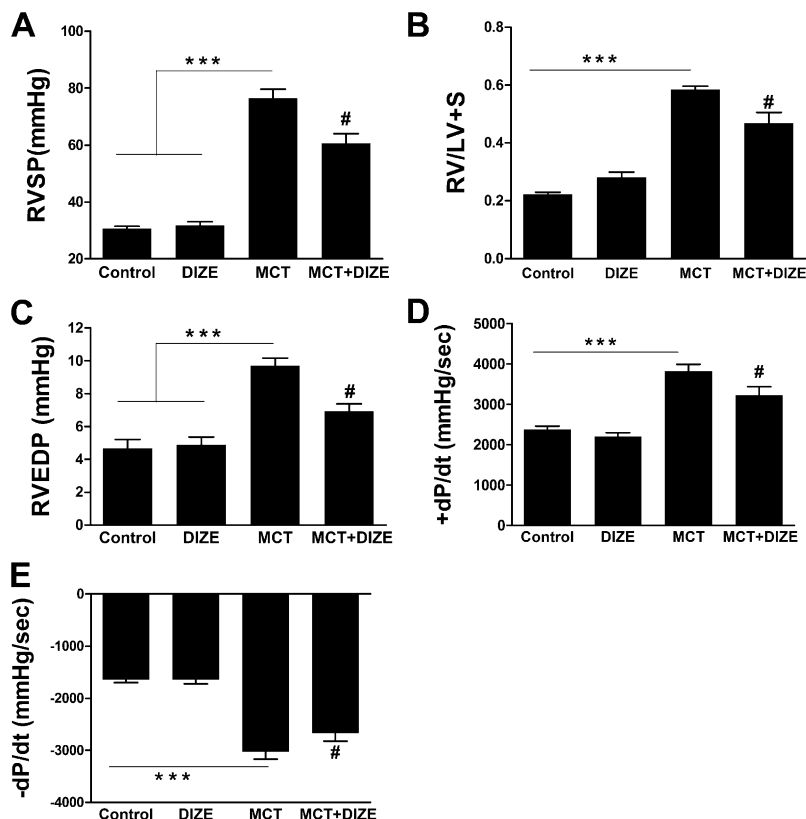 A
RVSP(mmHg)
100
80
60
40
20
***
#
Control DIZE MCT MCT+DIZE
B
RV/LV+S
0.8
0.6
0.4
0.2
0.0
***
#
Control DIZE MCT MCT+DIZE
C
RVEDP (mmHg)
12
10
8
6
4
2
0
***
#
Control DIZE MCT MCT+DIZE
D
+dP/dt (mmHg/sec)
5000
4000
3000
2000
1000
0
***
#
Control DIZE MCT MCT+DIZE
E
-dP/dt (mmHg/sec)
0
-1000
-2000
-3000
-4000
***
#
Control DIZE MCT MCT+DIZE